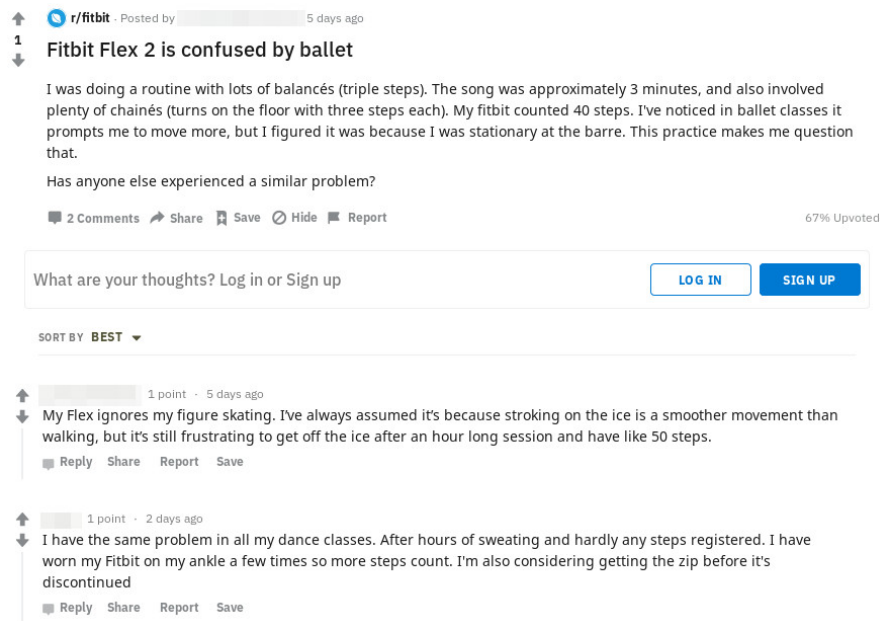 r/fitbit · Posted by 5 days ago
1
Fitbit Flex 2 is confused by ballet
I was doing a routine with lots of balancés (triple steps). The song was approximately 3 minutes, and also involved
plenty of chainés (turns on the floor with three steps each). My fitbit counted 40 steps. I've noticed in ballet classes it
prompts me to move more, but I figured it was because I was stationary at the barre. This practice makes me question
that.
Has anyone else experienced a similar problem?
2 Comments Share Save Hide Report 67% Upvoted
What are your thoughts? Log in or Sign up LOG IN SIGN UP
SORT BY BEST
1 point · 5 days ago
My Flex ignores my figure skating. I've always assumed it's because stroking on the ice is a smoother movement than
walking, but it's still frustrating to get off the ice after an hour long session and have like 50 steps.
Reply Share Report Save
1 point · 2 days ago
I have the same problem in all my dance classes. After hours of sweating and hardly any steps registered. I have
worn my Fitbit on my ankle a few times so more steps count. I'm also considering getting the zip before it's
discontinued
Reply Share Report Save